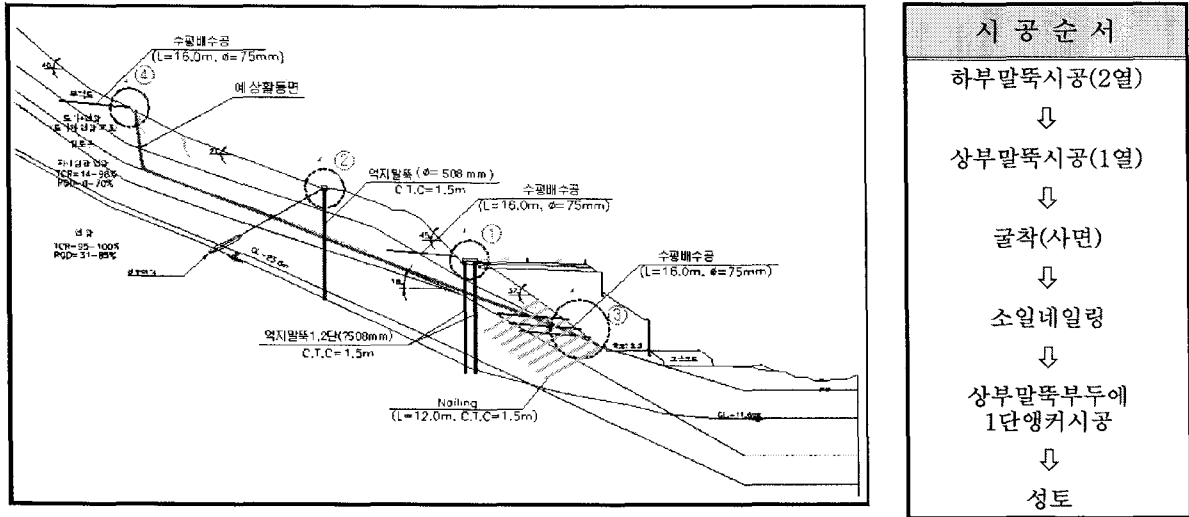 수평배수공
(L=16.0m, ø=75mm)
④
예상활동면
TCR=14-98%
RQD=0-70%
연암
TCR=95-100%
RQD=31-85%
②
억지말뚝 (ø= 508 mm)
C.T.C=1.5m
수평배수공
(L=16.0m, ø=75mm)
①
수평배수공
(L=16.0m, ø=75mm)
③
억지말뚝1,2단(?508mm)
C.T.C=1.5m
Nailing
(L=12.0m, C.T.C=1.5m)
시 공 순 서
하부말뚝시공(2열)
⇩
상부말뚝시공(1열)
⇩
굴착(사면)
⇩
소일네일링
⇩
상부말뚝부두에
1단앵커시공
⇩
성토